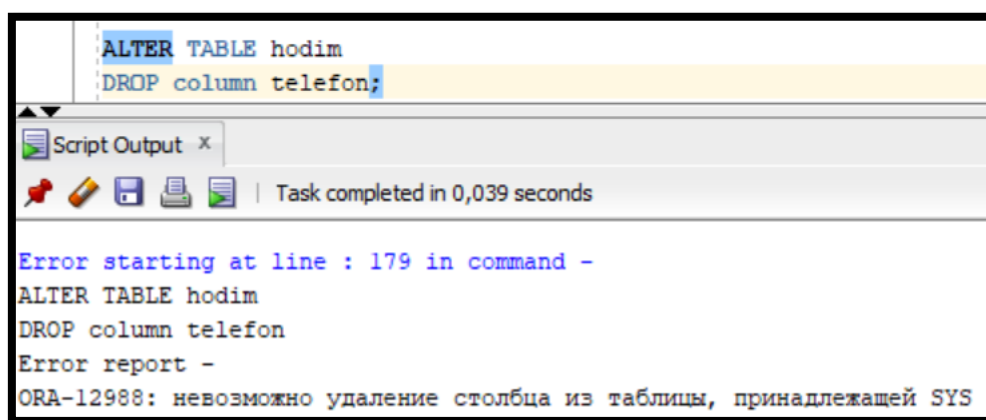 ALTER TABLE hodim
DROP column telefon;
Script Output x
Task completed in 0,039 seconds
Error starting at line : 179 in command -
ALTER TABLE hodim
DROP column telefon
Error report -
ORA-12988: невозможно удаление столбца из таблицы, принадлежащей SYS